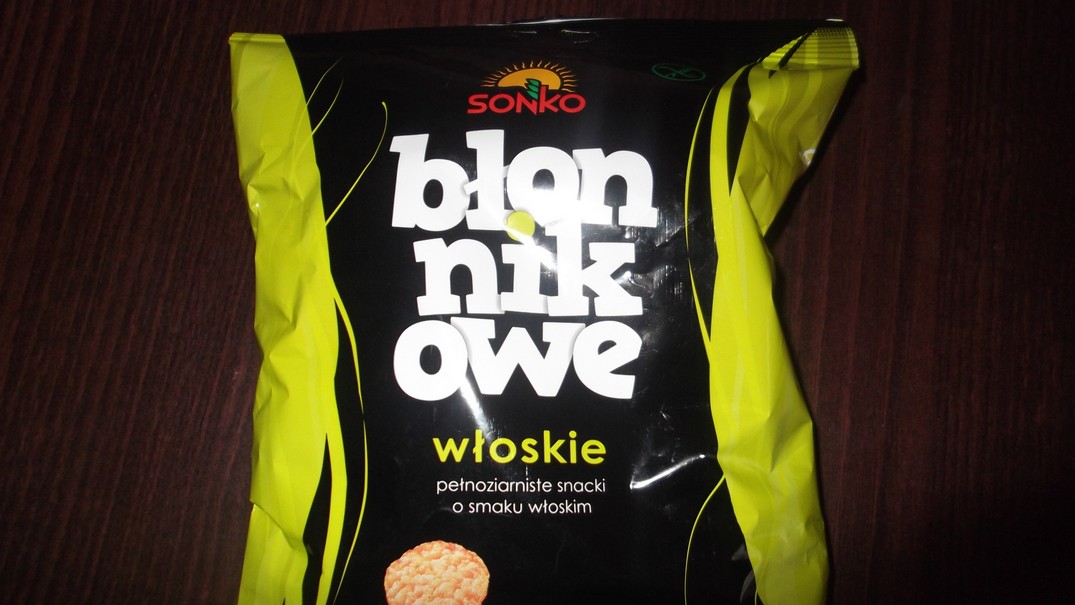 SONKO
błon
nik
owe
włoskie
pełnoziarniste snacki
o smaku włoskim